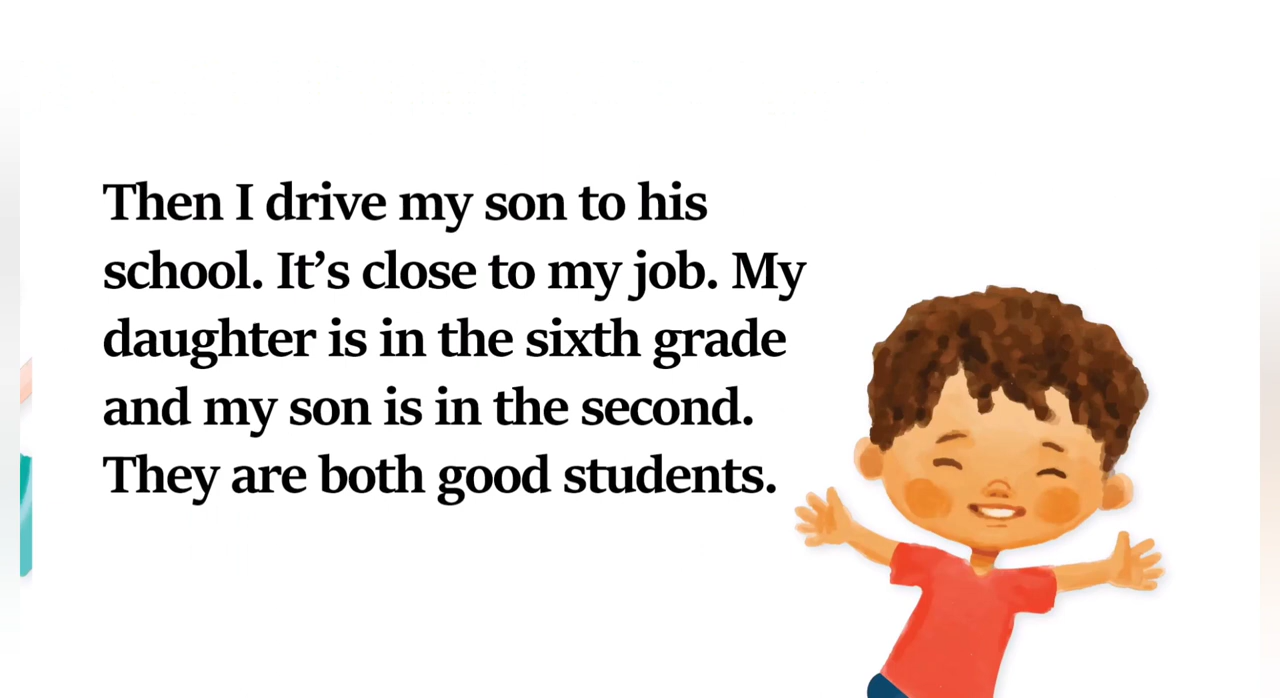 Then I drive my son to his
school. It’s close to my job. My
daughter is in the sixth grade
and my son is in the second.
They are both good students.